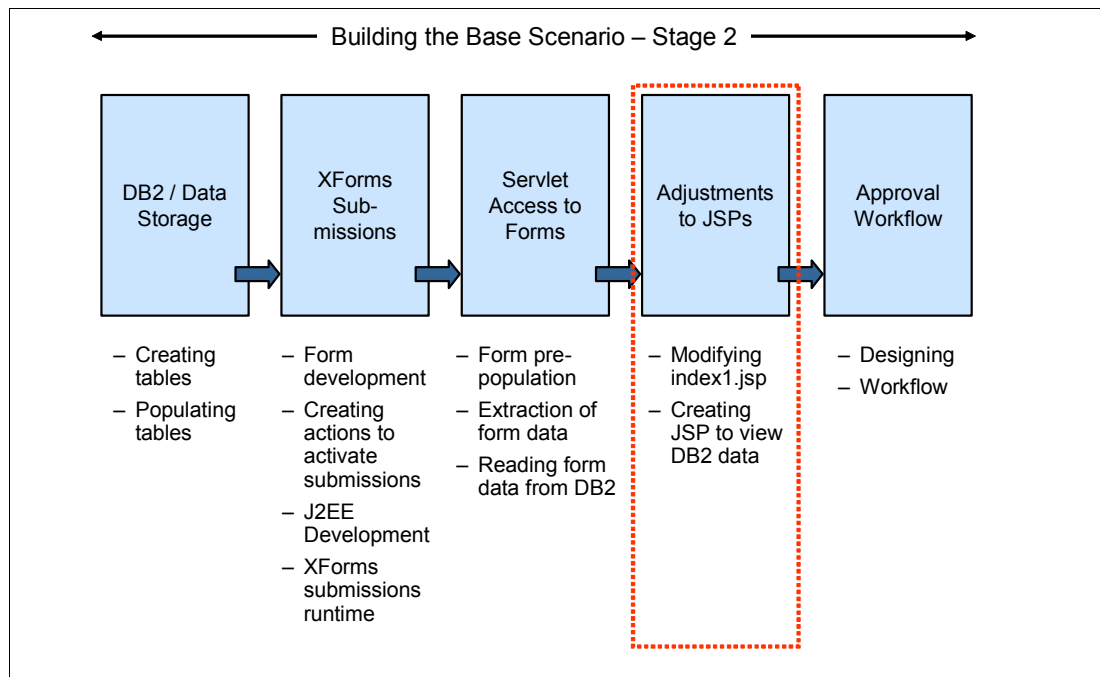 Building the Base Scenario – Stage 2
DB2 / Data
Storage
XForms
Sub-
missions
Servlet
Access to
Forms
Adjustments
to JSPs
Approval
Workflow
– Creating
tables
– Populating
tables
– Form
development
– Creating
actions to
activate
submissions
– J2EE
Development
– XForms
submissions
runtime
– Form pre-
population
– Extraction of
form data
– Reading form
data from DB2
– Modifying
index1.jsp
– Creating
JSP to view
DB2 data
– Designing
– Workflow